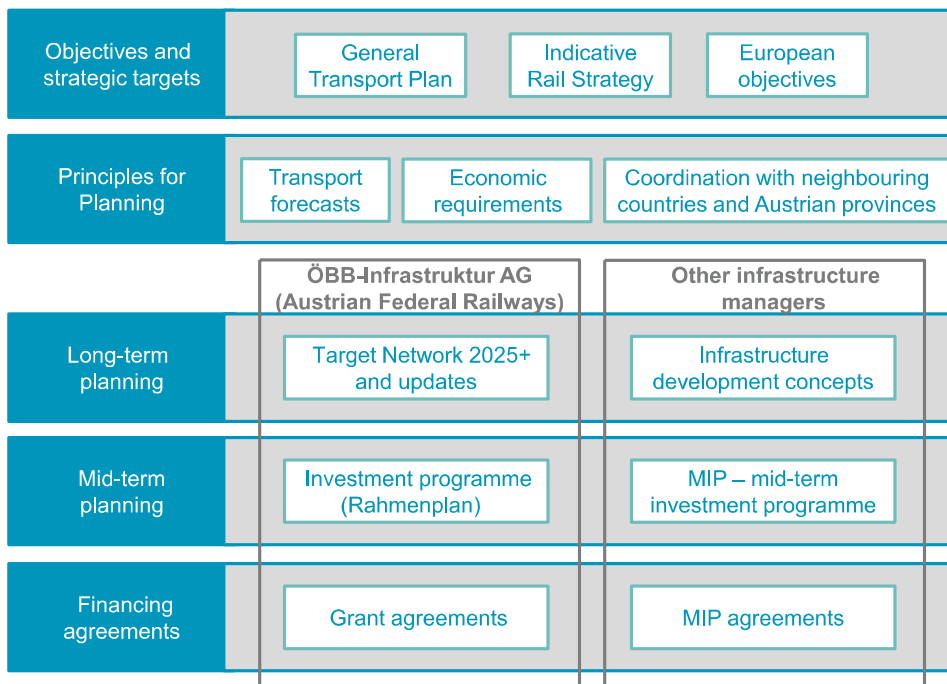 Objectives and
strategic targets
General
Transport Plan
Indicative
Rail Strategy
European
objectives
Principles for
Planning
Transport
forecasts
Economic
requirements
Coordination with neighbouring
countries and Austrian provinces
ÖBB-Infrastruktur AG
(Austrian Federal Railways)
Other infrastructure
managers
Long-term
planning
Target Network 2025+
and updates
Infrastructure
development concepts
Mid-term
planning
Investment programme
(Rahmenplan)
MIP – mid-term
investment programme
Financing
agreements
Grant agreements
MIP agreements